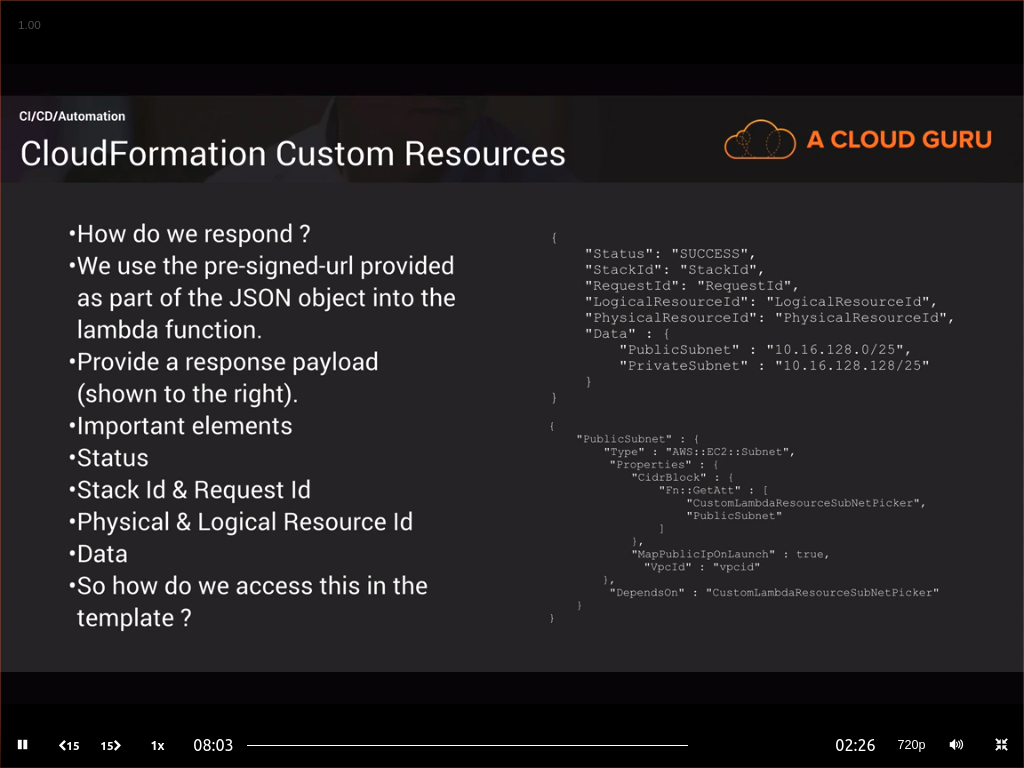 1.00
CI/CD/Automation
CloudFormation Custom Resources
A CLOUD GURU
•How do we respond ?
•We use the pre-signed-url provided
as part of the JSON object into the
lambda function.
•Provide a response payload
(shown to the right).
•Important elements
•Status
•Stack Id & Request Id
•Physical & Logical Resource Id
•Data
•So how do we access this in the
template ?
{
"Status": "SUCCESS",
"StackId": "StackId",
"RequestId": "RequestId",
"LogicalResourceId": "LogicalResourceId",
"PhysicalResourceId": "PhysicalResourceId",
"Data" : {
"PublicSubnet" : "10.16.128.0/25",
"PrivateSubnet" : "10.16.128.128/25"
}
}
{
"PublicSubnet" : {
"Type" : "AWS::EC2::Subnet",
"Properties" : {
"CidrBlock" : {
"Fn::GetAtt" : [
"CustomLambdaResourceSubNetPicker",
"PublicSubnet"
]
},
"MapPublicIpOnLaunch" : true,
"VpcId" : "vpcid"
},
"DependsOn" : "CustomLambdaResourceSubNetPicker"
}
}
15 15 1x 08:03 02:26 720p